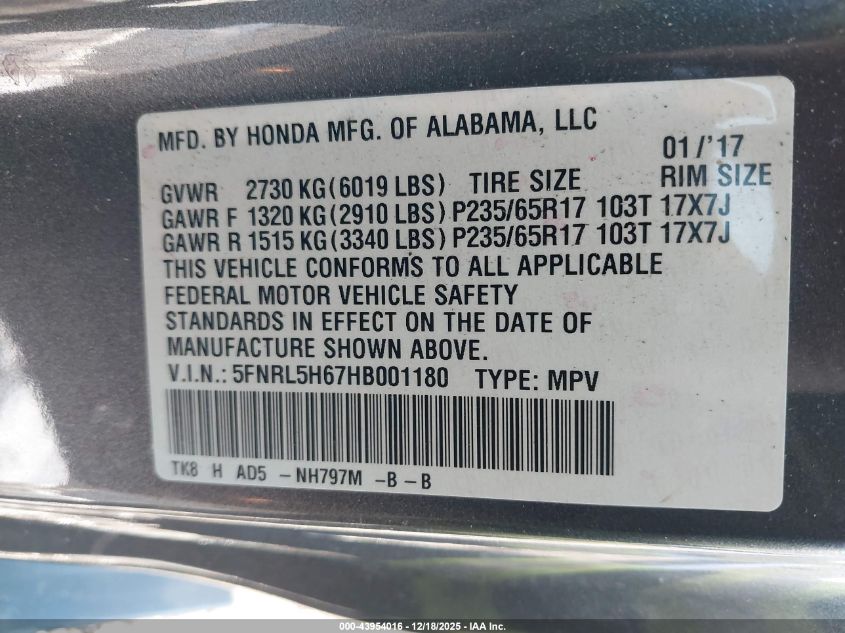 MFD. BY HONDA MFG. OF ALABAMA, LLC
01/'17
GVWR 2730 KG(6019 LBS) TIRE SIZE RIM SIZE
GAWR F 1320 KG(2910 LBS) P235/65R17 103T 17X7J
GAWR R 1515 KG(3340 LBS) P235/65R17 103T 17X7J
THIS VEHICLE CONFORMS TO ALL APPLICABLE
FEDERAL MOTOR VEHICLE SAFETY
STANDARDS IN EFFECT ON THE DATE OF
MANUFACTURE SHOWN ABOVE.
V.I.N.: 5FNRL5H67HB001180 TYPE: MPV
TK8 H AD5 -NH797M -B-B
000-43954016 - 12/18/2025 - IAA Inc.